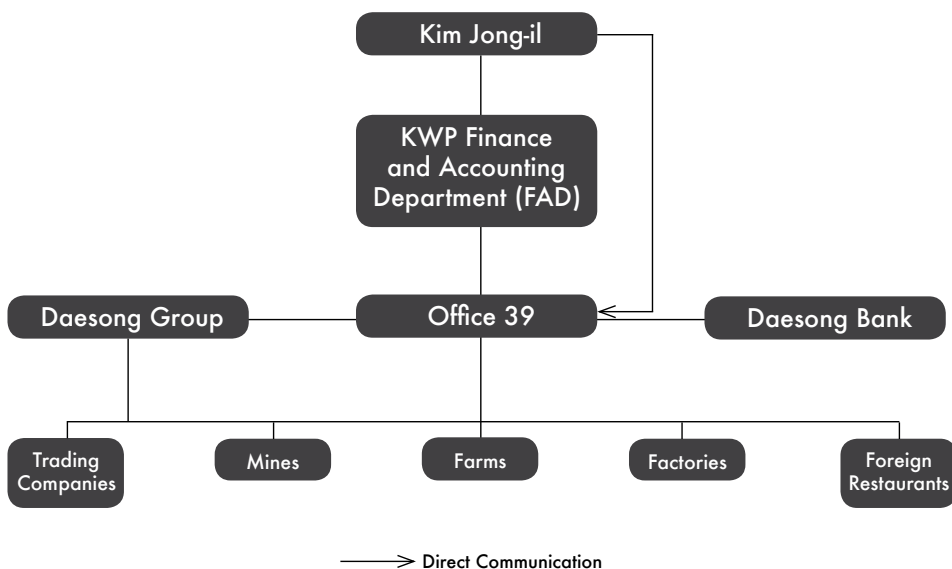 Kim Jong-il
KWP Finance
and Accounting
Department (FAD)
Daesong Group
Office 39
Daesong Bank
Trading
Companies
Mines
Farms
Factories
Foreign
Restaurants
Direct Communication